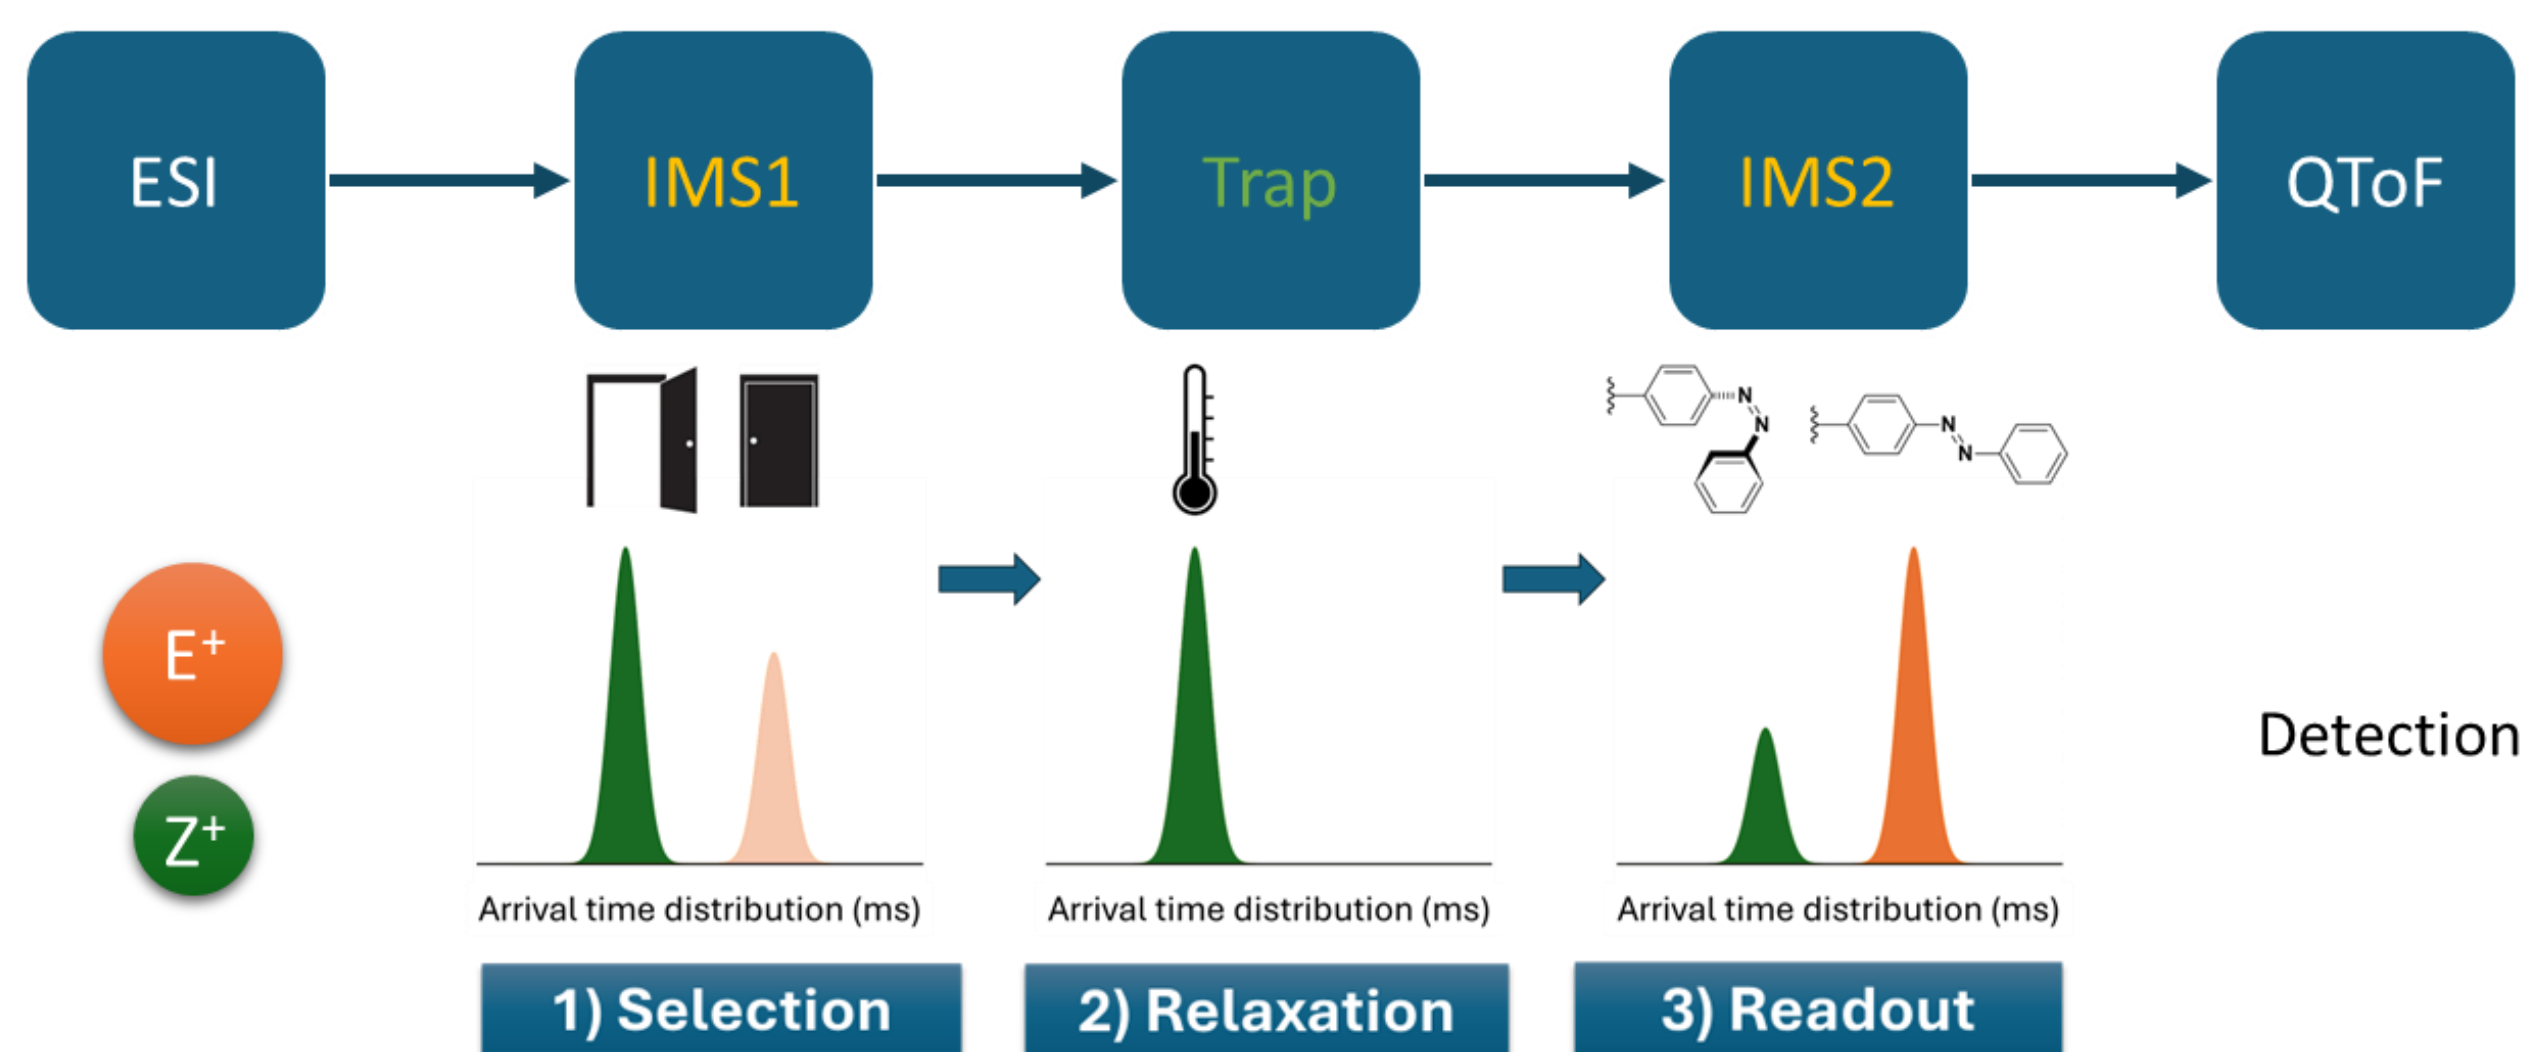 ESI
IMS1
Trap
IMS2
QToF
N
N
N
N
E⁺
Z⁺
Detection
Arrival time distribution (ms)
Arrival time distribution (ms)
Arrival time distribution (ms)
1) Selection
2) Relaxation
3) Readout